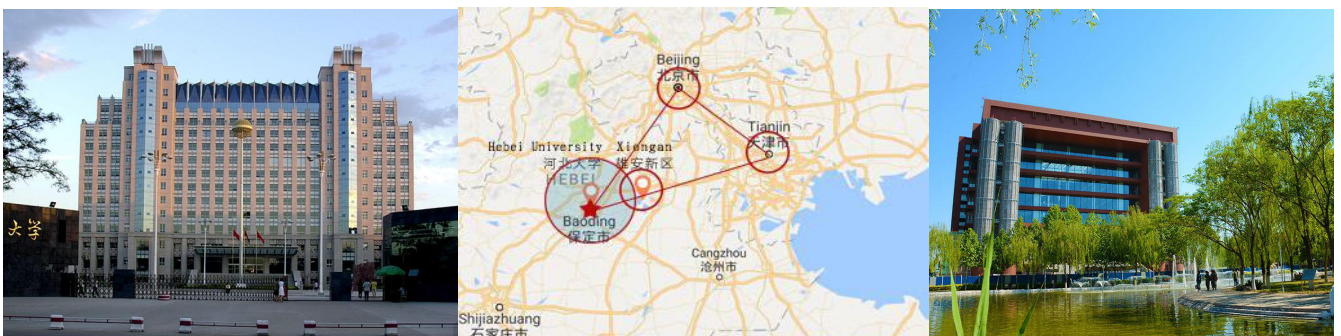 大学
Beijing
北京市
Tianjin
天津市
Hebei University Xiongan
河北大学 雄安新区
HEBEI
Baoding
保定市
Cangzhou
沧州市
Shijiazhuang
石家庄市